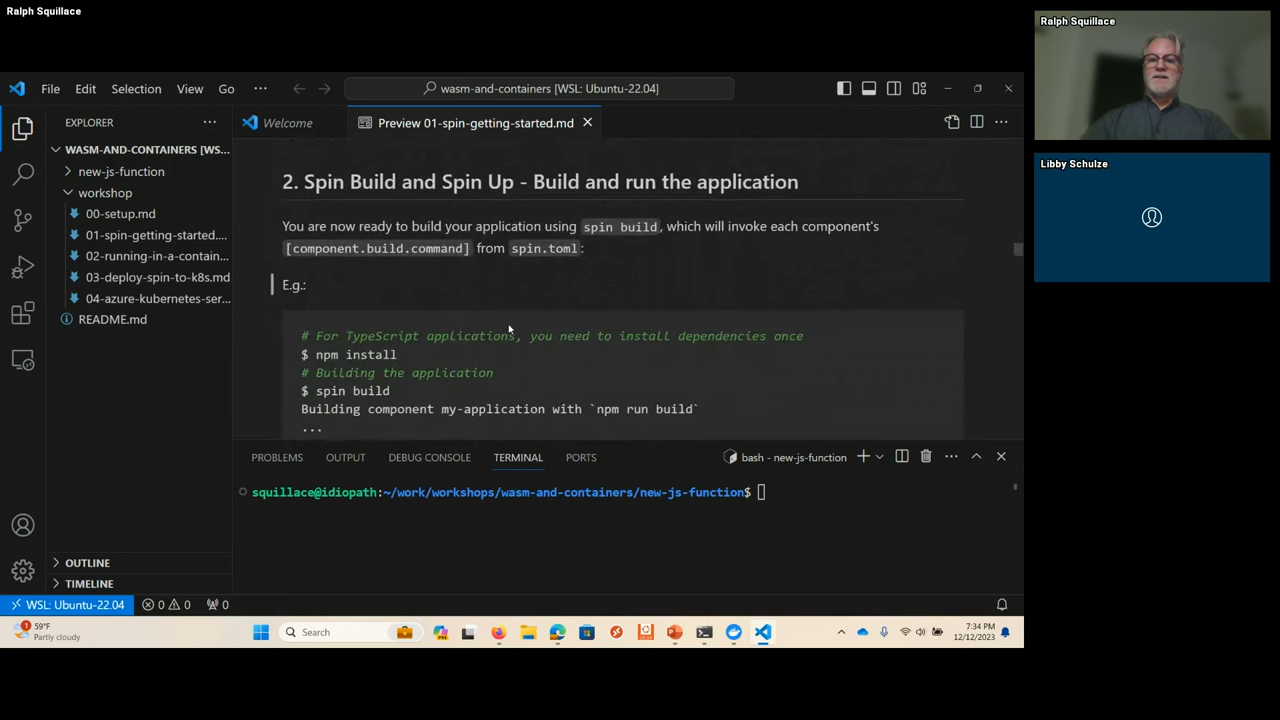 Ralph Squillace
Ralph Squillace
Libby Schulze
File Edit Selection View Go ···
wasm-and-containers [WSL: Ubuntu-22.04]
EXPLORER ···
Welcome
Preview 01-spin-getting-started.md
WASM-AND-CONTAINERS [WS...
new-js-function
workshop
00-setup.md
01-spin-getting-started....
02-running-in-a-contain...
03-deploy-spin-to-k8s.md
04-azure-kubernetes-ser...
README.md
OUTLINE
TIMELINE
2. Spin Build and Spin Up - Build and run the application
You are now ready to build your application using spin build, which will invoke each component's
[component.build.command] from spin.toml:
E.g.:
# For TypeScript applications, you need to install dependencies once
$ npm install
# Building the application
$ spin build
Building component my-application with `npm run build`
...
PROBLEMS OUTPUT DEBUG CONSOLE TERMINAL PORTS
bash - new-js-function
squillace@idiopath:~/work/workshops/wasm-and-containers/new-js-function$
WSL: Ubuntu-22.04 0 0 0
1
59°F
Partly cloudy
Search
PRE
7:34 PM
12/12/2023